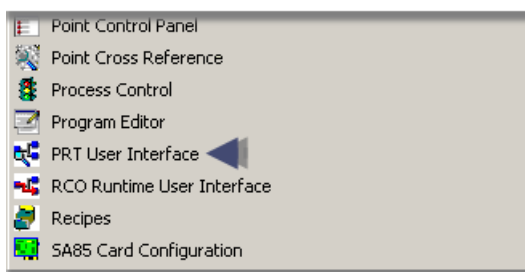 Point Control Panel
Point Cross Reference
Process Control
Program Editor
PRT User Interface
RCO Runtime User Interface
Recipes
SA85 Card Configuration